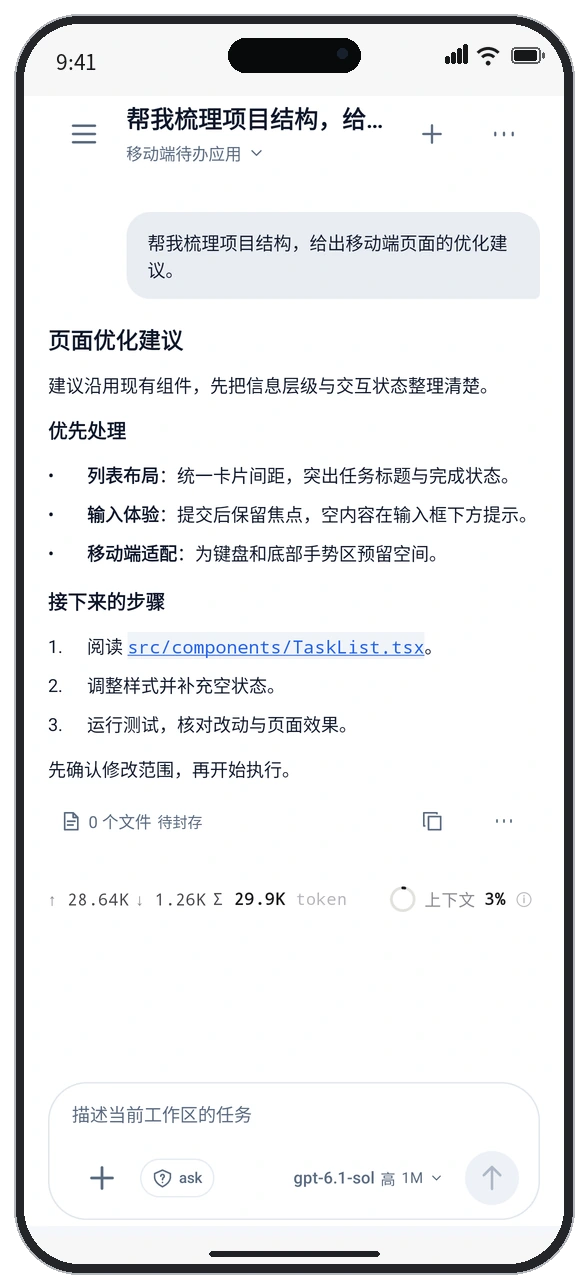 9:41
帮我梳理项目结构，给...
移动端待办应用
帮我梳理项目结构，给出移动端页面的优化建
议。
页面优化建议
建议沿用现有组件，先把信息层级与交互状态整理清楚。
优先处理
• 列表布局：统一卡片间距，突出任务标题与完成状态。
• 输入体验：提交后保留焦点，空内容在输入框下方提示。
• 移动端适配：为键盘和底部手势区预留空间。
接下来的步骤
1. 阅读 src/components/TaskList.tsx。
2. 调整样式并补充空状态。
3. 运行测试，核对改动与页面效果。
先确认修改范围，再开始执行。
0 个文件 待封存
↑ 28.64K ↓ 1.26K Σ 29.9K token 上下文 3%
描述当前工作区的任务
ask gpt-6.1-sol 高 1M